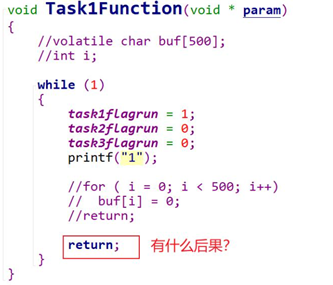 void Task1Function(void * param)
{
//volatile char buf[500];
//int i;
while (1)
{
task1flagrun = 1;
task2flagrun = 0;
task3flagrun = 0;
printf("1");
//for ( i = 0; i < 500; i++)
// buf[i] = 0;
//return;
return; 有什么后果?
}
}